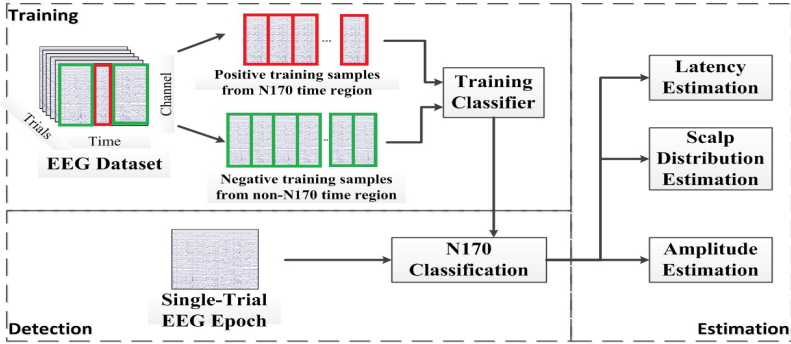 Training
Channel
Trials
Time
EEG Dataset
...
Positive training samples
from N170 time region
...
Negative training samples
from non-N170 time region
Training
Classifier
Single-Trial
EEG Epoch
N170
Classification
Detection
Latency
Estimation
Scalp
Distribution
Estimation
Amplitude
Estimation
Estimation